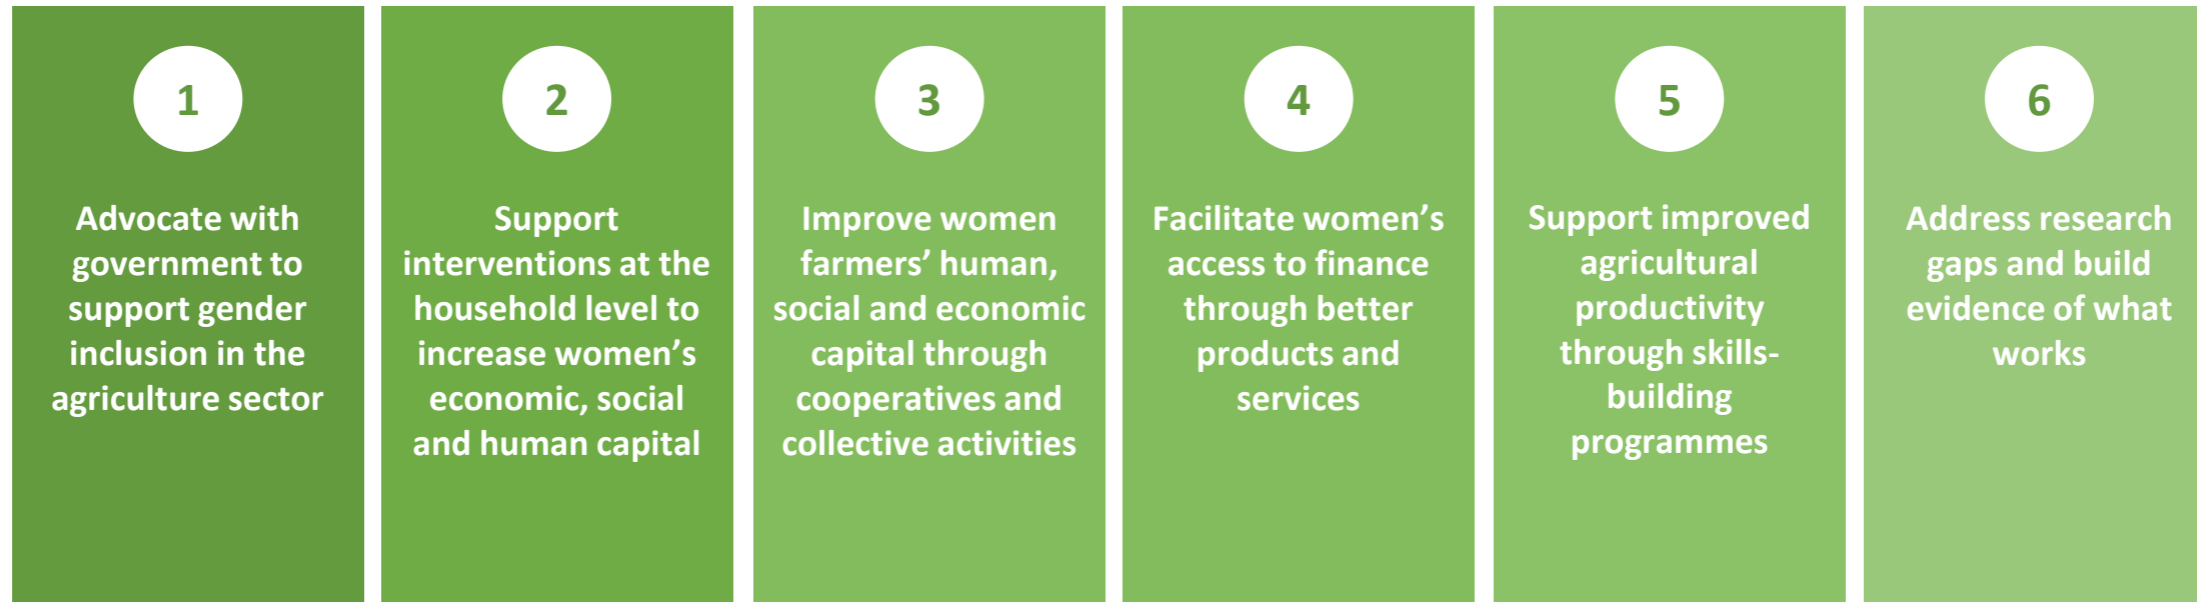 1
Advocate with
government to
support gender
inclusion in the
agriculture sector
2
Support
interventions at the
household level to
increase women’s
economic, social
and human capital
3
Improve women
farmers’ human,
social and economic
capital through
cooperatives and
collective activities
4
Facilitate women’s
access to finance
through better
products and
services
5
Support improved
agricultural
productivity
through skills-
building
programmes
6
Address research
gaps and build
evidence of what
works